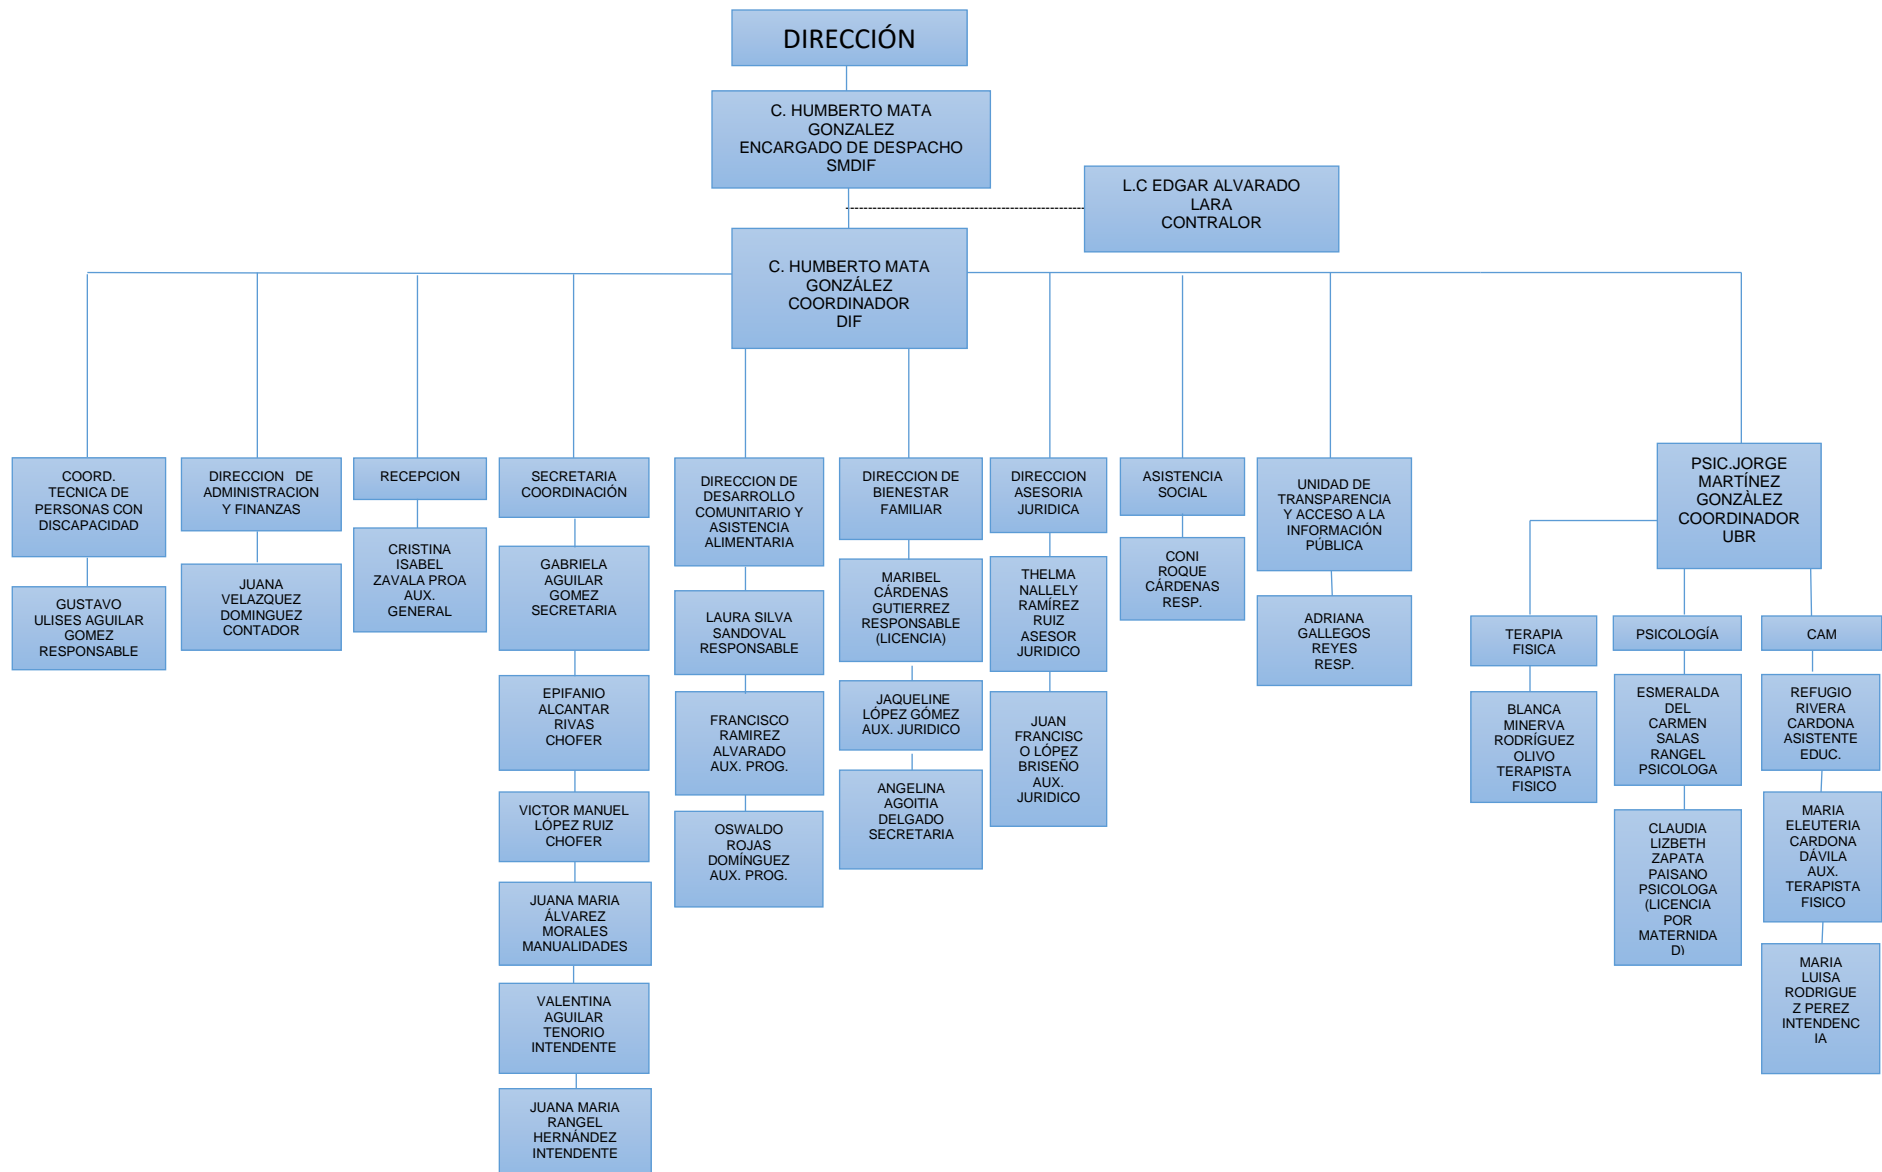 DIRECCIÓN
C. HUMBERTO MATA
GONZALEZ
ENCARGADO DE DESPACHO
SMDIF
L.C EDGAR ALVARADO
LARA
CONTRALOR
C. HUMBERTO MATA
GONZÁLEZ
COORDINADOR
DIF
COORD.
TECNICA DE
PERSONAS CON
DISCAPACIDAD
GUSTAVO
ULISES AGUILAR
GOMEZ
RESPONSABLE
DIRECCION DE
ADMINISTRACION
Y FINANZAS
JUANA
VELAZQUEZ
DOMINGUEZ
CONTADOR
RECEPCION
CRISTINA
ISABEL
ZAVALA PROA
AUX.
GENERAL
SECRETARIA
COORDINACIÓN
GABRIELA
AGUILAR
GOMEZ
SECRETARIA
EPIFANIO
ALCANTAR
RIVAS
CHOFER
VICTOR MANUEL
LÓPEZ RUIZ
CHOFER
JUANA MARIA
ÁLVAREZ
MORALES
MANUALIDADES
VALENTINA
AGUILAR
TENORIO
INTENDENTE
JUANA MARIA
RANGEL
HERNÁNDEZ
INTENDENTE
DIRECCION DE
DESARROLLO
COMUNITARIO Y
ASISTENCIA
ALIMENTARIA
LAURA SILVA
SANDOVAL
RESPONSABLE
FRANCISCO
RAMIREZ
ALVARADO
AUX. PROG.
OSWALDO
ROJAS
DOMÍNGUEZ
AUX. PROG.
DIRECCION DE
BIENESTAR
FAMILIAR
MARIBEL
CÁRDENAS
GUTIERREZ
RESPONSABLE
(LICENCIA)
JAQUELINE
LÓPEZ GÓMEZ
AUX. JURIDICO
ANGELINA
AGOITIA
DELGADO
SECRETARIA
DIRECCION
ASESORIA
JURIDICA
THELMA
NALLELY
RAMÍREZ
RUIZ
ASESOR
JURIDICO
JUAN
FRANCISC
O LÓPEZ
BRISEÑO
AUX.
JURIDICO
ASISTENCIA
SOCIAL
CONI
ROQUE
CÁRDENAS
RESP.
UNIDAD DE
TRANSPARENCIA
Y ACCESO A LA
INFORMACIÓN
PÚBLICA
ADRIANA
GALLEGOS
REYES
RESP.
PSIC.JORGE
MARTÍNEZ
GONZÀLEZ
COORDINADOR
UBR
TERAPIA
FISICA
BLANCA
MINERVA
RODRÍGUEZ
OLIVO
TERAPISTA
FISICO
PSICOLOGÍA
ESMERALDA
DEL
CARMEN
SALAS
RANGEL
PSICOLOGA
CLAUDIA
LIZBETH
ZAPATA
PAISANO
PSICOLOGA
(LICENCIA
POR
MATERNIDA
D)
CAM
REFUGIO
RIVERA
CARDONA
ASISTENTE
EDUC.
MARIA
ELEUTERIA
CARDONA
DÁVILA
AUX.
TERAPISTA
FISICO
MARIA
LUISA
RODRIGUE
Z PEREZ
INTENDENC
IA